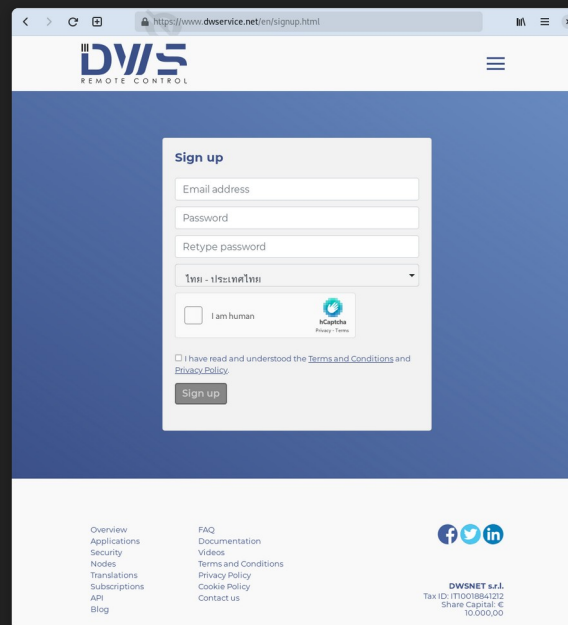 https://www.dwservice.net/en/signup.html
DWS
REMOTE CONTROL
Sign up
Email address
Password
Retype password
ไทย - ประเทศไทย
I am human
hCaptcha
Privacy - Terms
I have read and understood the Terms and Conditions and
Privacy Policy.
Sign up
Overview
Applications
Security
Nodes
Translations
Subscriptions
API
Blog
FAQ
Documentation
Videos
Terms and Conditions
Privacy Policy
Cookie Policy
Contact us
DWSNET s.r.l.
Tax ID: IT10018841212
Share Capital: €
10.000,00